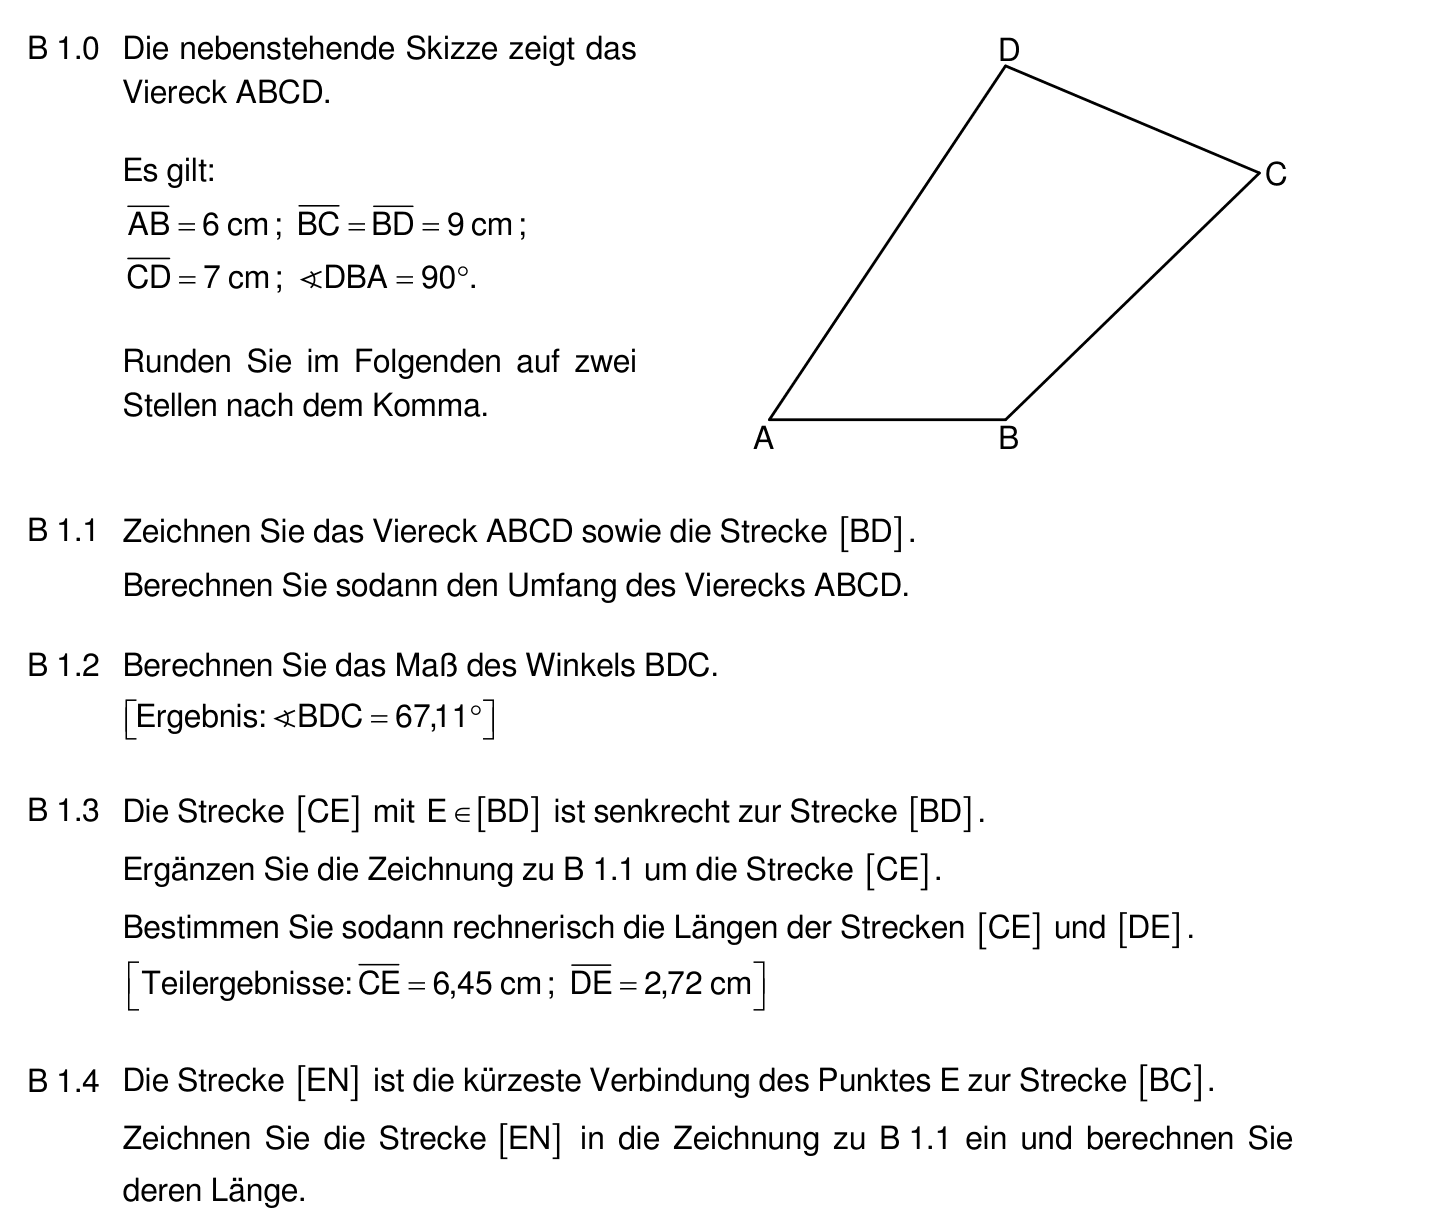 B 1.0 Die nebenstehende Skizze zeigt das
Viereck ABCD.
Es gilt:
A̅B̅ = 6 cm ; B̅C̅ = B̅D̅ = 9 cm ;
C̅D̅ = 7 cm ; ∢DBA = 90°.
Runden Sie im Folgenden auf zwei
Stellen nach dem Komma.
D
C
A
B
B 1.1 Zeichnen Sie das Viereck ABCD sowie die Strecke [BD].
Berechnen Sie sodann den Umfang des Vierecks ABCD.
B 1.2 Berechnen Sie das Maß des Winkels BDC.
[Ergebnis: ∢BDC = 67,11°]
B 1.3 Die Strecke [CE] mit E ∈ [BD] ist senkrecht zur Strecke [BD].
Ergänzen Sie die Zeichnung zu B 1.1 um die Strecke [CE].
Bestimmen Sie sodann rechnerisch die Längen der Strecken [CE] und [DE].
[Teilergebnisse: C̅E̅ = 6,45 cm ; D̅E̅ = 2,72 cm]
B 1.4 Die Strecke [EN] ist die kürzeste Verbindung des Punktes E zur Strecke [BC].
Zeichnen Sie die Strecke [EN] in die Zeichnung zu B 1.1 ein und berechnen Sie
deren Länge.